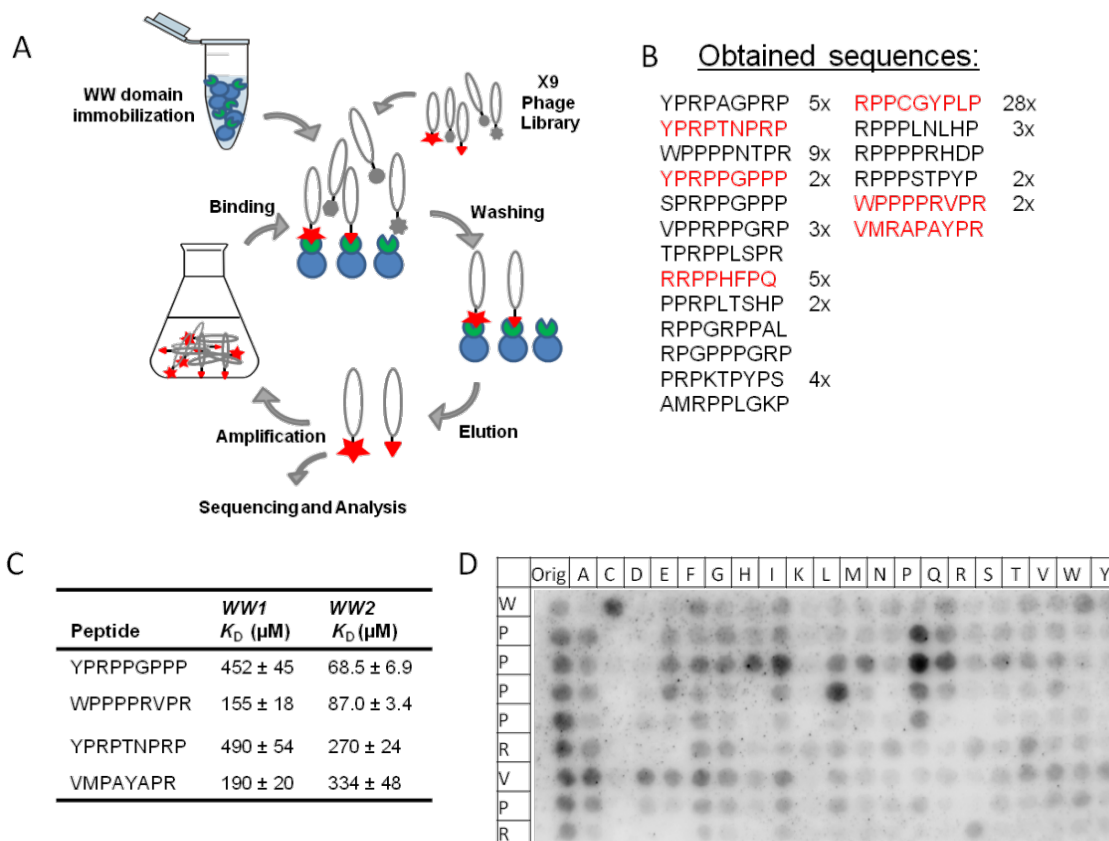 A
WW domain
immobilization
X9
Phage
Library
Binding
Washing
Amplification
Elution
Sequencing and Analysis
B
Obtained sequences:
YPRPAGPRP 5x
YPRPTNPRP
WPPPPNTPR 9x
YPRPPGPPP 2x
SPRPPGPPP
VPPRPPGRP 3x
TPRPPLSPR
RRPPHFPQ 5x
PPRPLTSHP 2x
RPPGRPPAL
RPGPPPGRP
PRPKTPYPS 4x
AMRPPLGKP
RPPCGYPLP 28x
RPPPLNLHP 3x
RPPPPRHDP
RPPPSTPYP 2x
WPPPPRVPR 2x
VMRAPAYPR
C
Peptide WW1 KD (µM) WW2 KD (µM)
YPRPPGPPP 452 ± 45 68.5 ± 6.9
WPPPPRVPR 155 ± 18 87.0 ± 3.4
YPRPTNPRP 490 ± 54 270 ± 24
VMPAYAPR 190 ± 20 334 ± 48
D
Orig A C D E F G H I K L M N P Q R S T V W Y
W
P
P
P
P
R
V
P
R